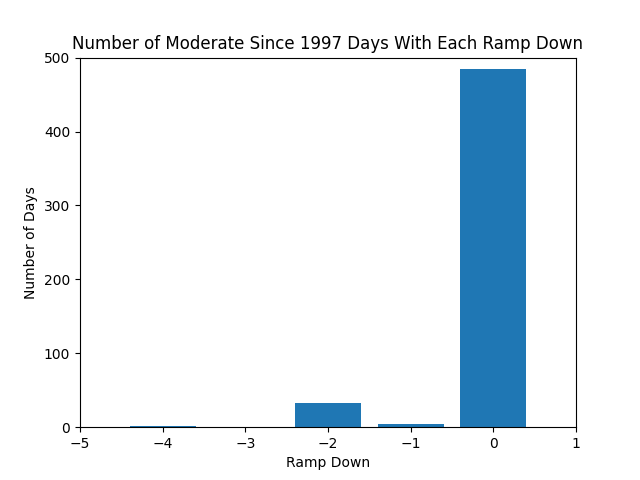 Number of Moderate Since 1997 Days With Each Ramp Down
500
400
300
200
100
0
Number of Days
−5 −4 −3 −2 −1 0 1
Ramp Down